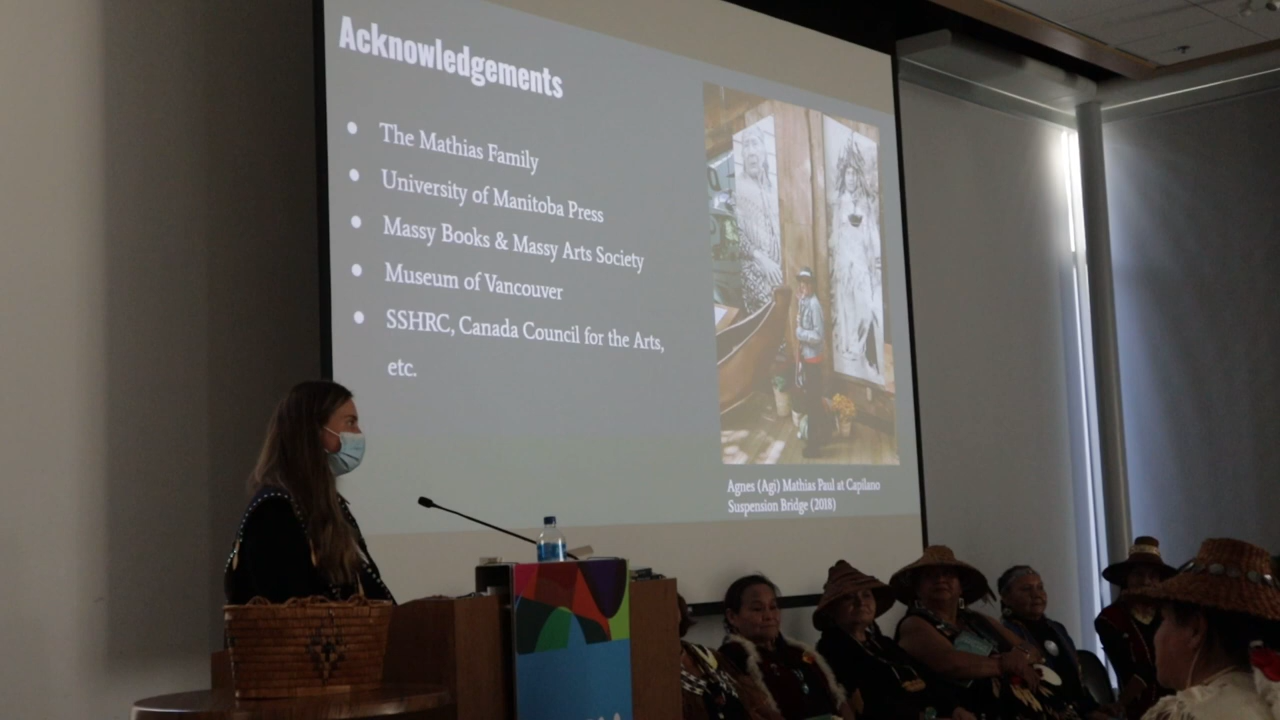 Acknowledgements
The Mathias Family
University of Manitoba Press
Massy Books & Massy Arts Society
Museum of Vancouver
SSHRC, Canada Council for the Arts,
etc.
Agnes (Agi) Mathias Paul at Capilano
Suspension Bridge (2018)